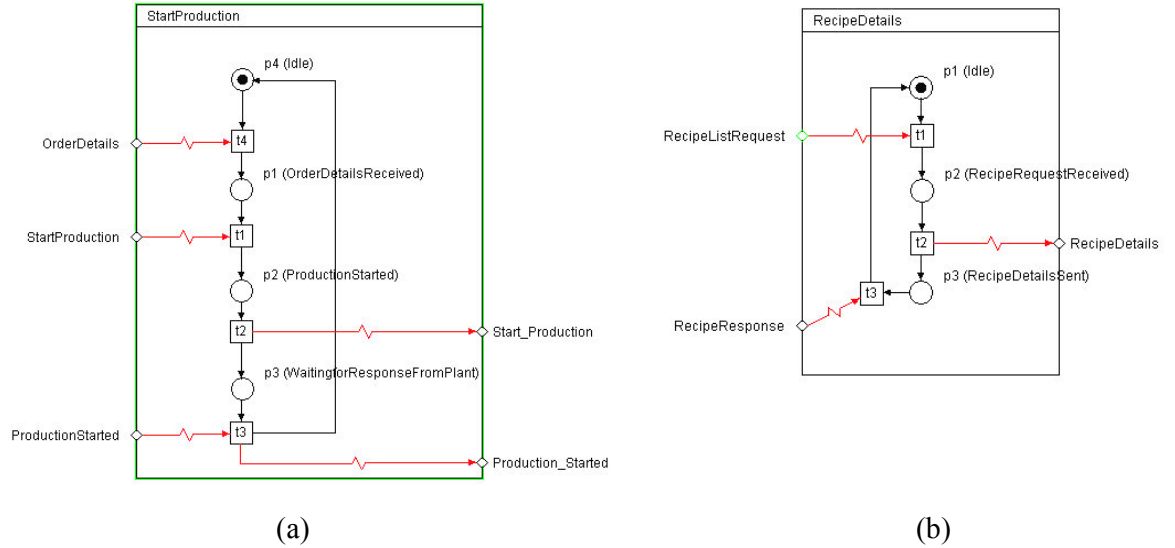 StartProduction
p4 (Idle)
OrderDetails
t4
p1 (OrderDetailsReceived)
StartProduction
t1
p2 (ProductionStarted)
t2
Start_Production
p3 (WaitingforResponseFromPlant)
ProductionStarted
t3
Production_Started
(a)
RecipeDetails
p1 (Idle)
RecipeListRequest
t1
p2 (RecipeRequestReceived)
t2
RecipeDetails
p3 (RecipeDetailsSent)
t3
RecipeResponse
(b)